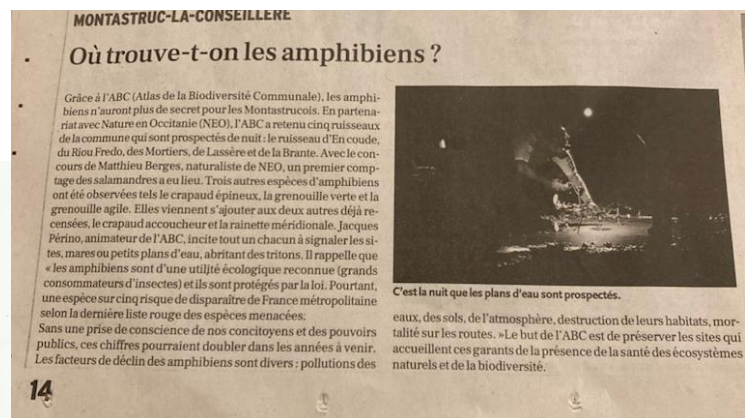 MONTASTRUC-LA-CONSEILLÈRE
Où trouve-t-on les amphibiens ?
Grâce à l'ABC (Atlas de la Biodiversité Communale), les amphi-
biens n'auront plus de secret pour les Montastrucois. En partena-
riat avec Nature en Occitanie (NEO), l'ABC a retenu cinq ruisseaux
de la commune qui sont prospectés de nuit : le ruisseau d'En coude,
du Riou Fredo, des Mortiers, de Lassère et de la Brante. Avec le con-
cours de Matthieu Berges, naturaliste de NEO, un premier comp-
tage des salamandres a eu lieu. Trois autres espèces d'amphibiens
ont été observées tels le crapaud épineux, la grenouille verte et la
grenouille agile. Elles viennent s'ajouter aux deux autres déjà re-
censées, le crapaud accoucheur et la rainette méridionale. Jacques
Périno, animateur de l'ABC, incite tout un chacun à signaler les si-
tes, mares ou petits plans d'eau, abritant des tritons. Il rappelle que
« les amphibiens sont d'une utilité écologique reconnue (grands
consommateurs d'insectes) et ils sont protégés par la loi. Pourtant,
une espèce sur cinq risque de disparaître de France métropolitaine
selon la dernière liste rouge des espèces menacées.
Sans une prise de conscience de nos concitoyens et des pouvoirs
publics, ces chiffres pourraient doubler dans les années à venir.
Les facteurs de déclin des amphibiens sont divers : pollutions des
C'est la nuit que les plans d'eau sont prospectés.
eaux, des sols, de l'atmosphère, destruction de leurs habitats, mor-
talité sur les routes. »Le but de l'ABC est de préserver les sites qui
accueillent ces garants de la présence de la santé des écosystèmes
naturels et de la biodiversité.
14